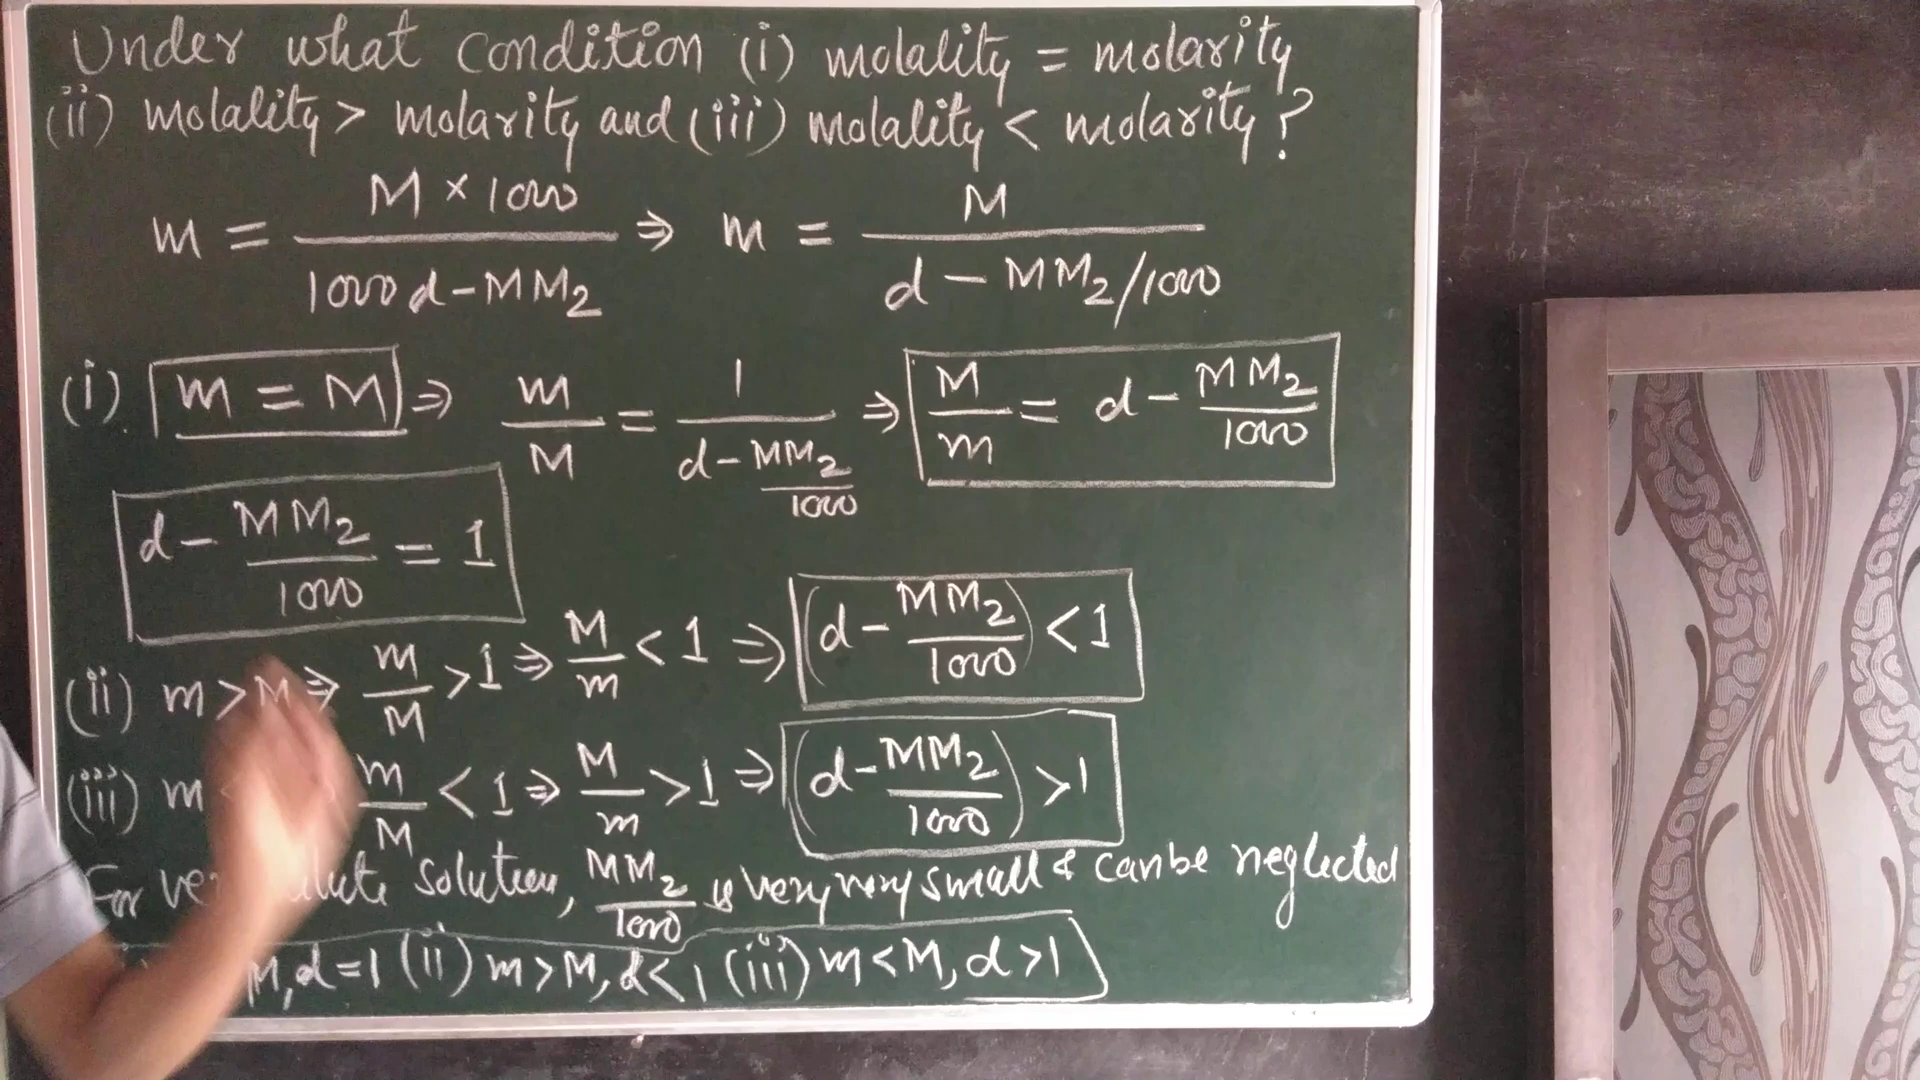 Under what condition (i) molality = molarity
(ii) molality > molarity and (iii) molality < molarity?
m = M × 1000 / 1000d - MM₂ ⇒ m = M / d - MM₂/1000
(i). m = M ⇒ m/M = 1 / d - MM₂/1000 ⇒ M/m = d - MM₂/1000
d - MM₂/1000 = 1
(ii) m > M ⇒ m/M > 1 ⇒ M/m < 1 ⇒ (d - MM₂/1000) < 1
(iii) m m/M < 1 ⇒ M/m > 1 ⇒ (d - MM₂/1000) > 1
For solution, MM₂/1000 is very very small & can be neglected
M, d = 1 (ii) m > M, d < 1 (iii) m < M, d > 1